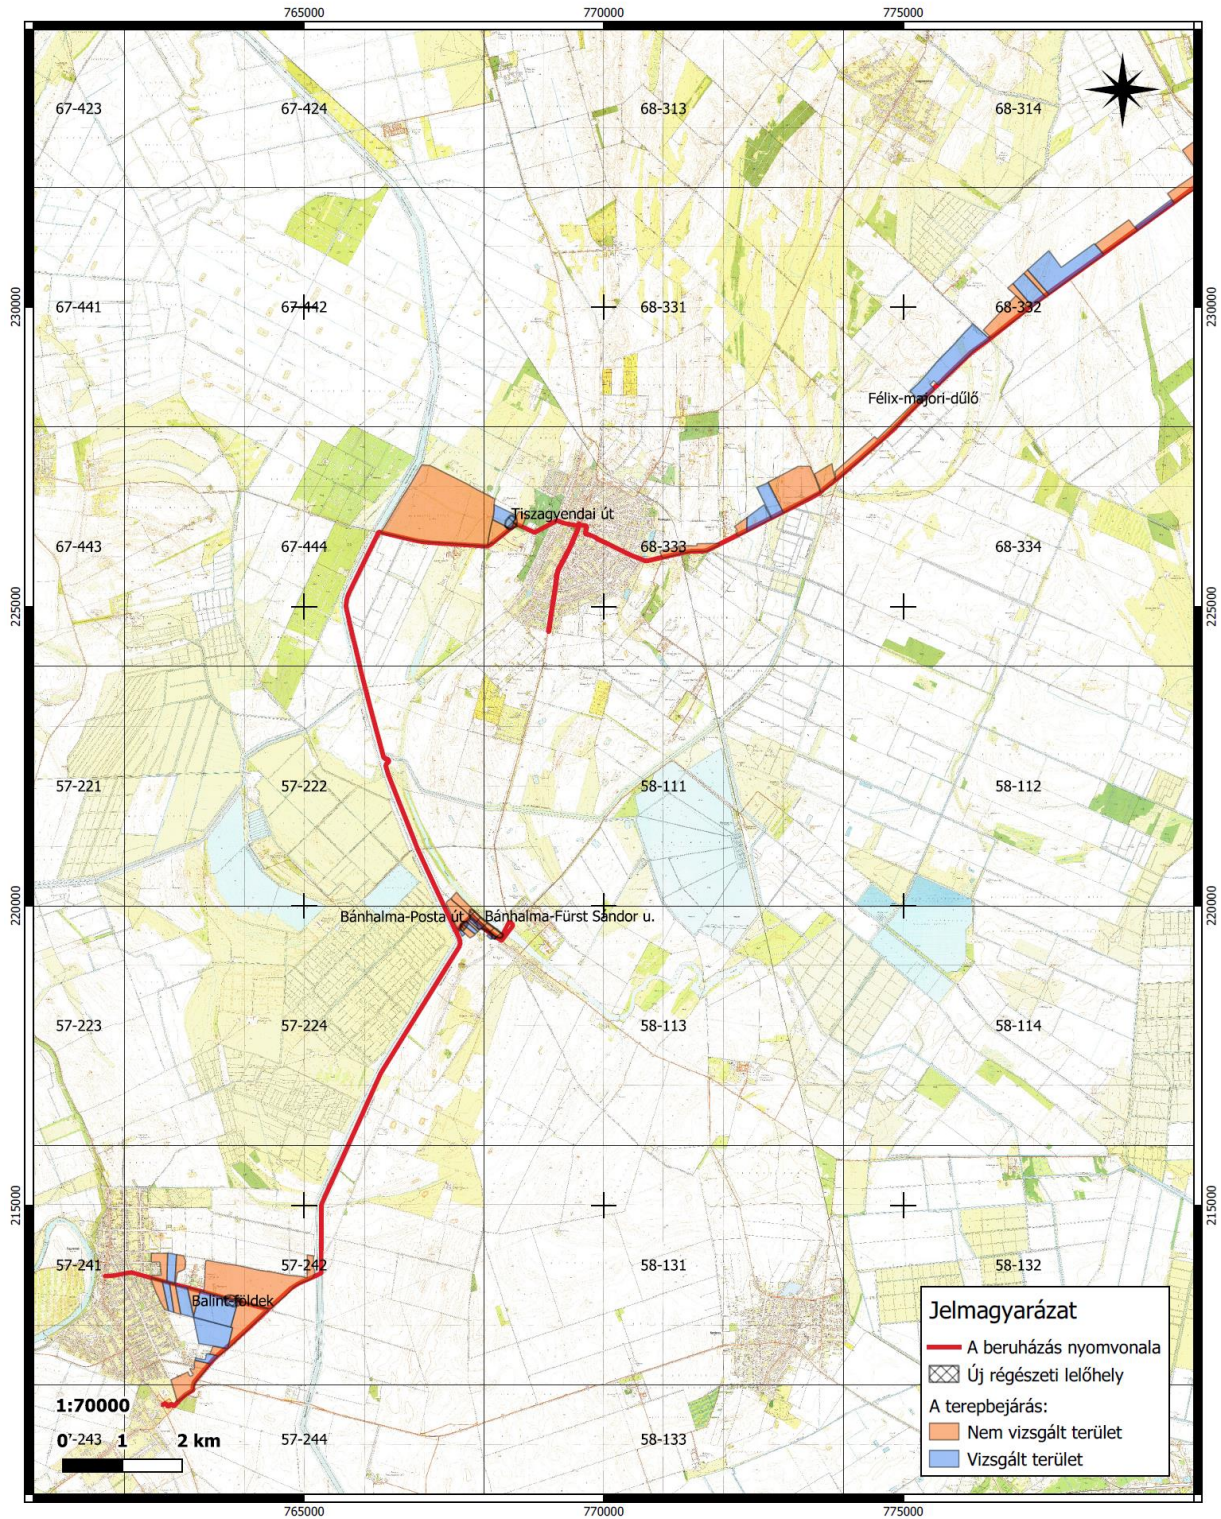 765000 770000 775000
67-423 67-424 68-313 68-314
230000 230000
67-441 67-442 68-331 68-332
Félix-majori-dűlő
Tiszagyendai út
67-443 67-444 68-333 68-334
225000 225000
57-221 57-222 58-111 58-112
220000 220000
Bánhalma-Posta út Bánhalma-Fürst Sándor u.
57-223 57-224 58-113 58-114
215000 215000
57-241 57-242 58-131 58-132
Balint-földek
Jelmagyarázat
A beruházás nyomvonala
Új régészeti lelőhely
A terepbejárás:
Nem vizsgált terület
Vizsgált terület
1:70000
0 1 2 km
7-243 57-244 58-133
765000 770000 775000